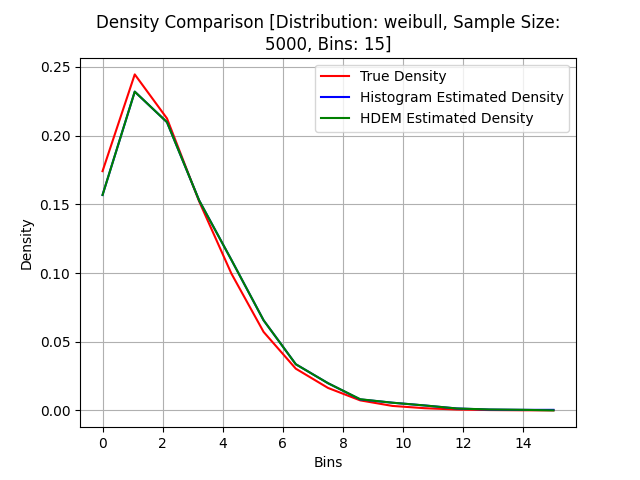 Density Comparison [Distribution: weibull, Sample Size:
5000, Bins: 15]
True Density
Histogram Estimated Density
HDEM Estimated Density
Density
0.25
0.20
0.15
0.10
0.05
0.00
0 2 4 6 8 10 12 14
Bins